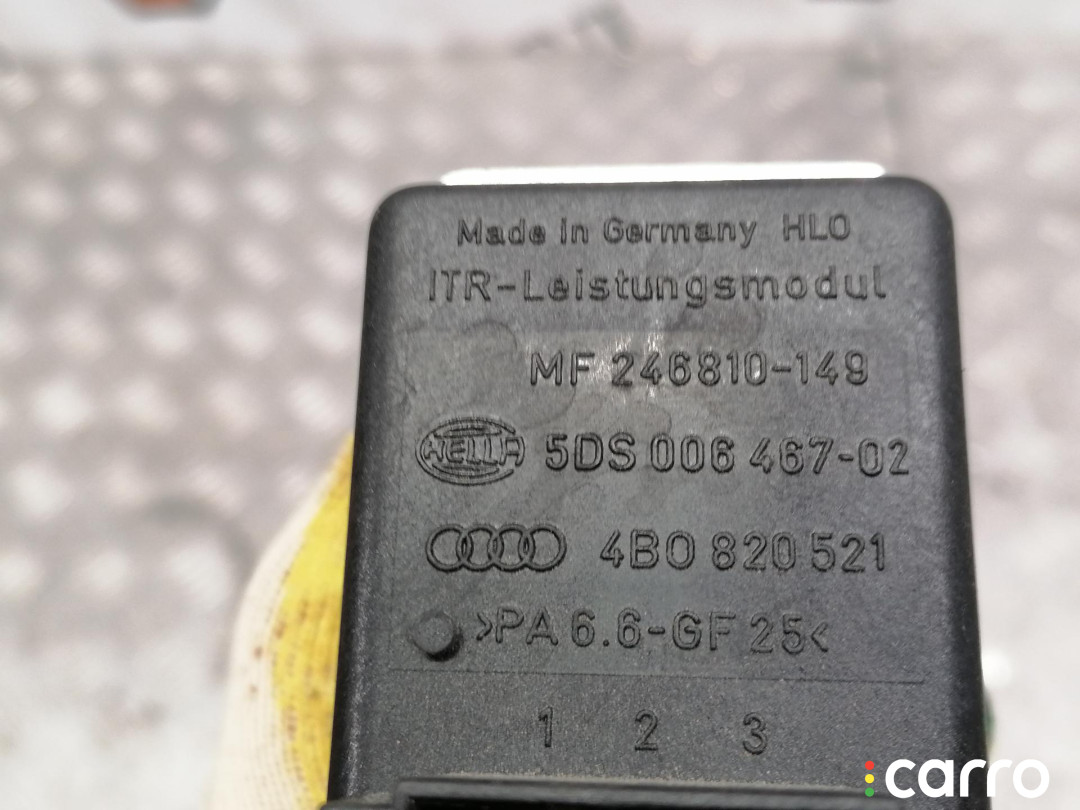 Made in Germany HLO
ITR-Leistungsmodul
MF 246810-149
HELLA 5DS 006 467-02
4B0 820 521
>PA 6.6-GF 25<
1 2 3
carro